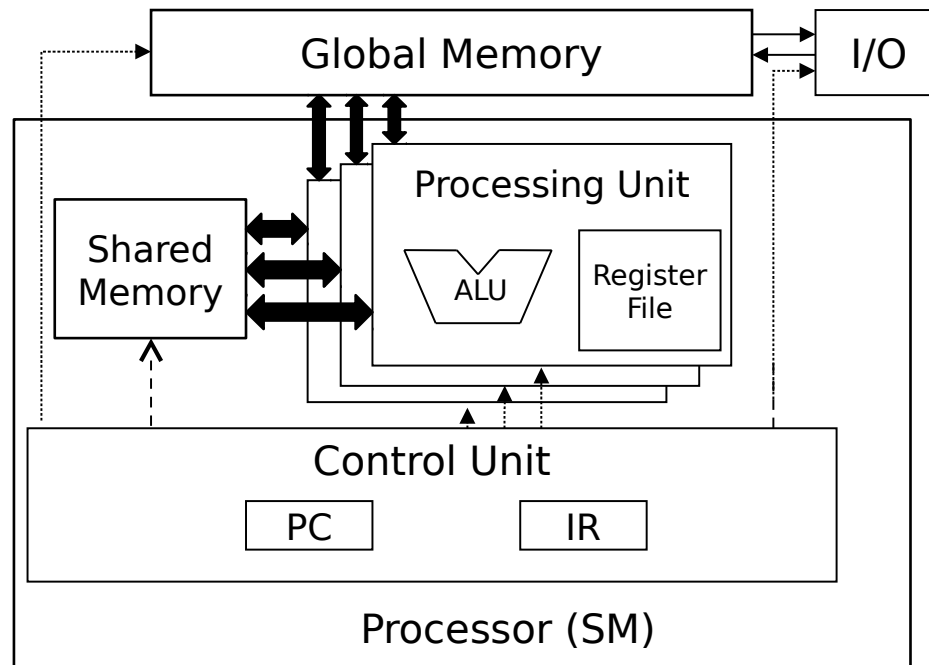 Global Memory
I/O
Processing Unit
Shared
Memory
ALU
Register
File
Control Unit
PC
IR
Processor (SM)